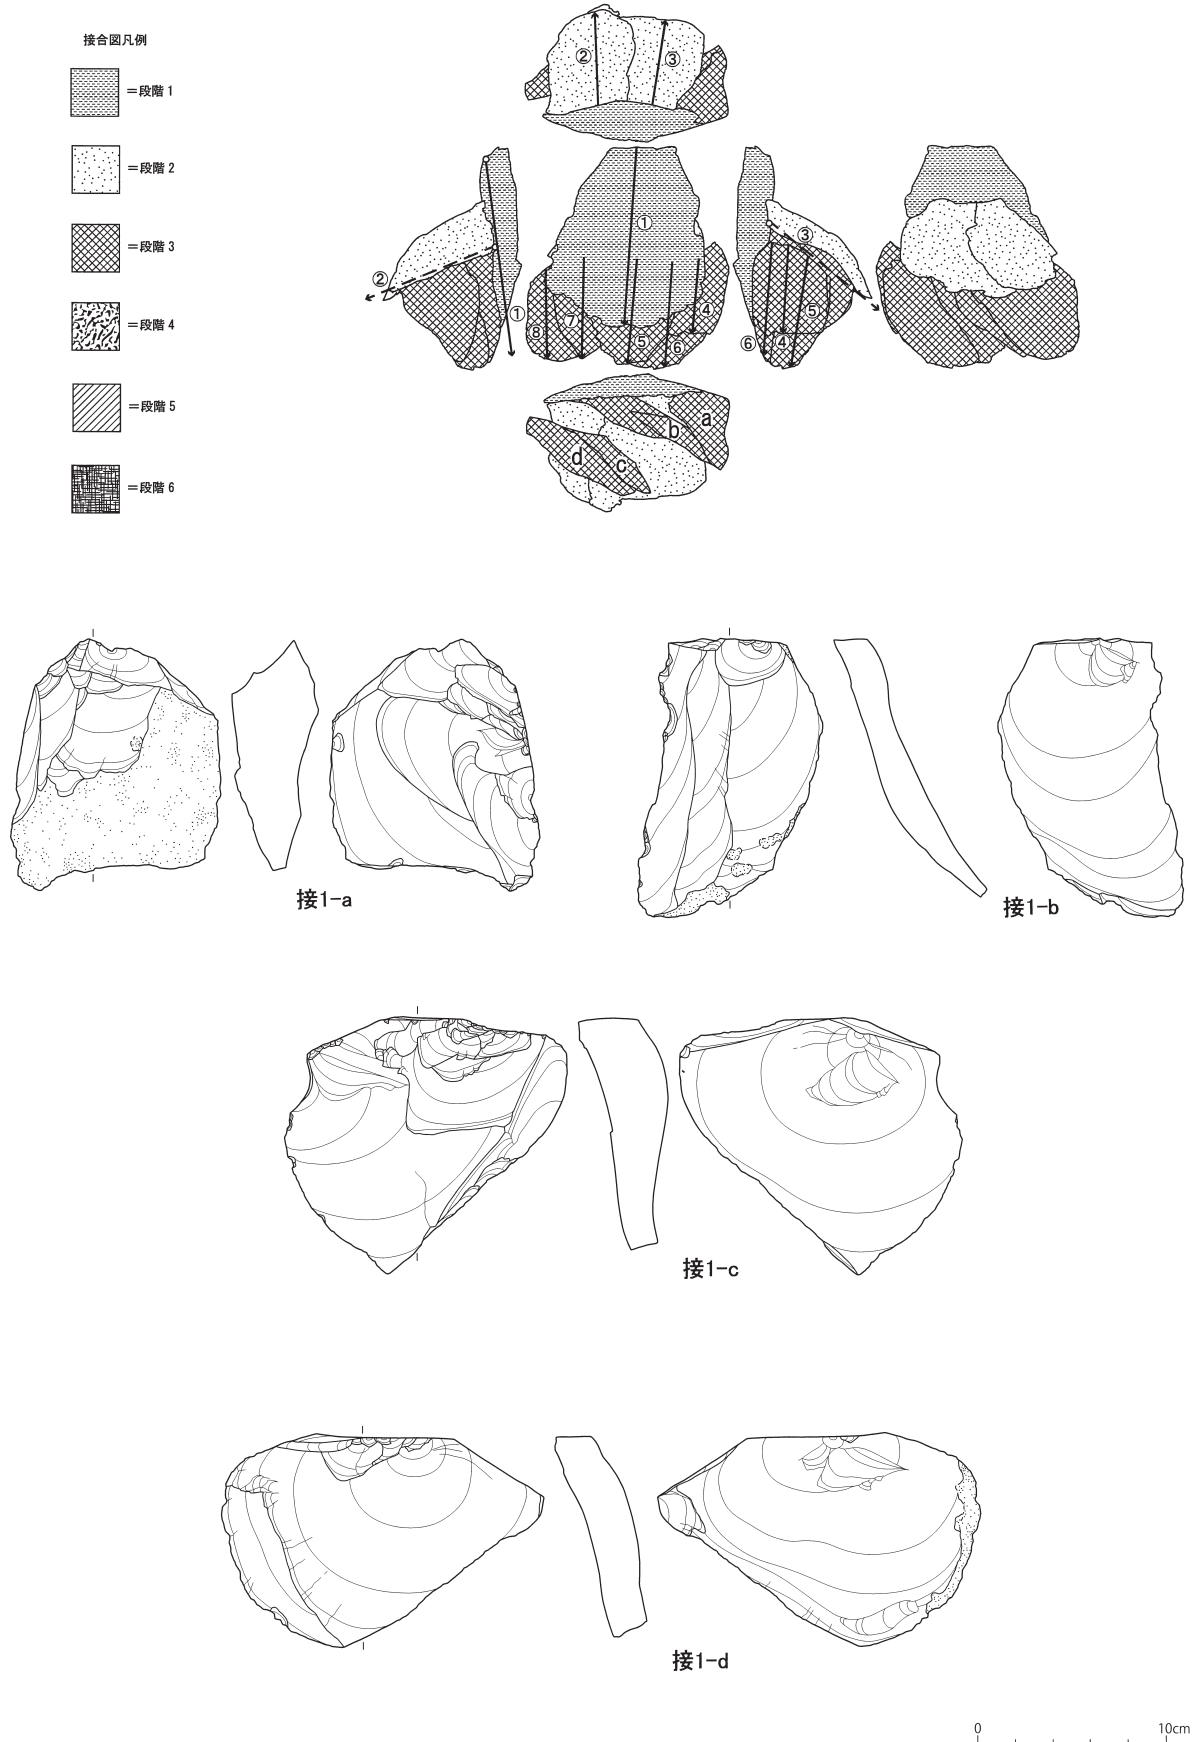 接合図凡例
＝段階 1
＝段階 2
＝段階 3
＝段階 4
＝段階 5
＝段階 6
② ③
② ①
① ④ ⑤ ⑥ ⑦ ⑧
③ ⑤ ④ ⑥
a
b
c
d
接1-a
接1-b
接1-c
接1-d
0 10cm